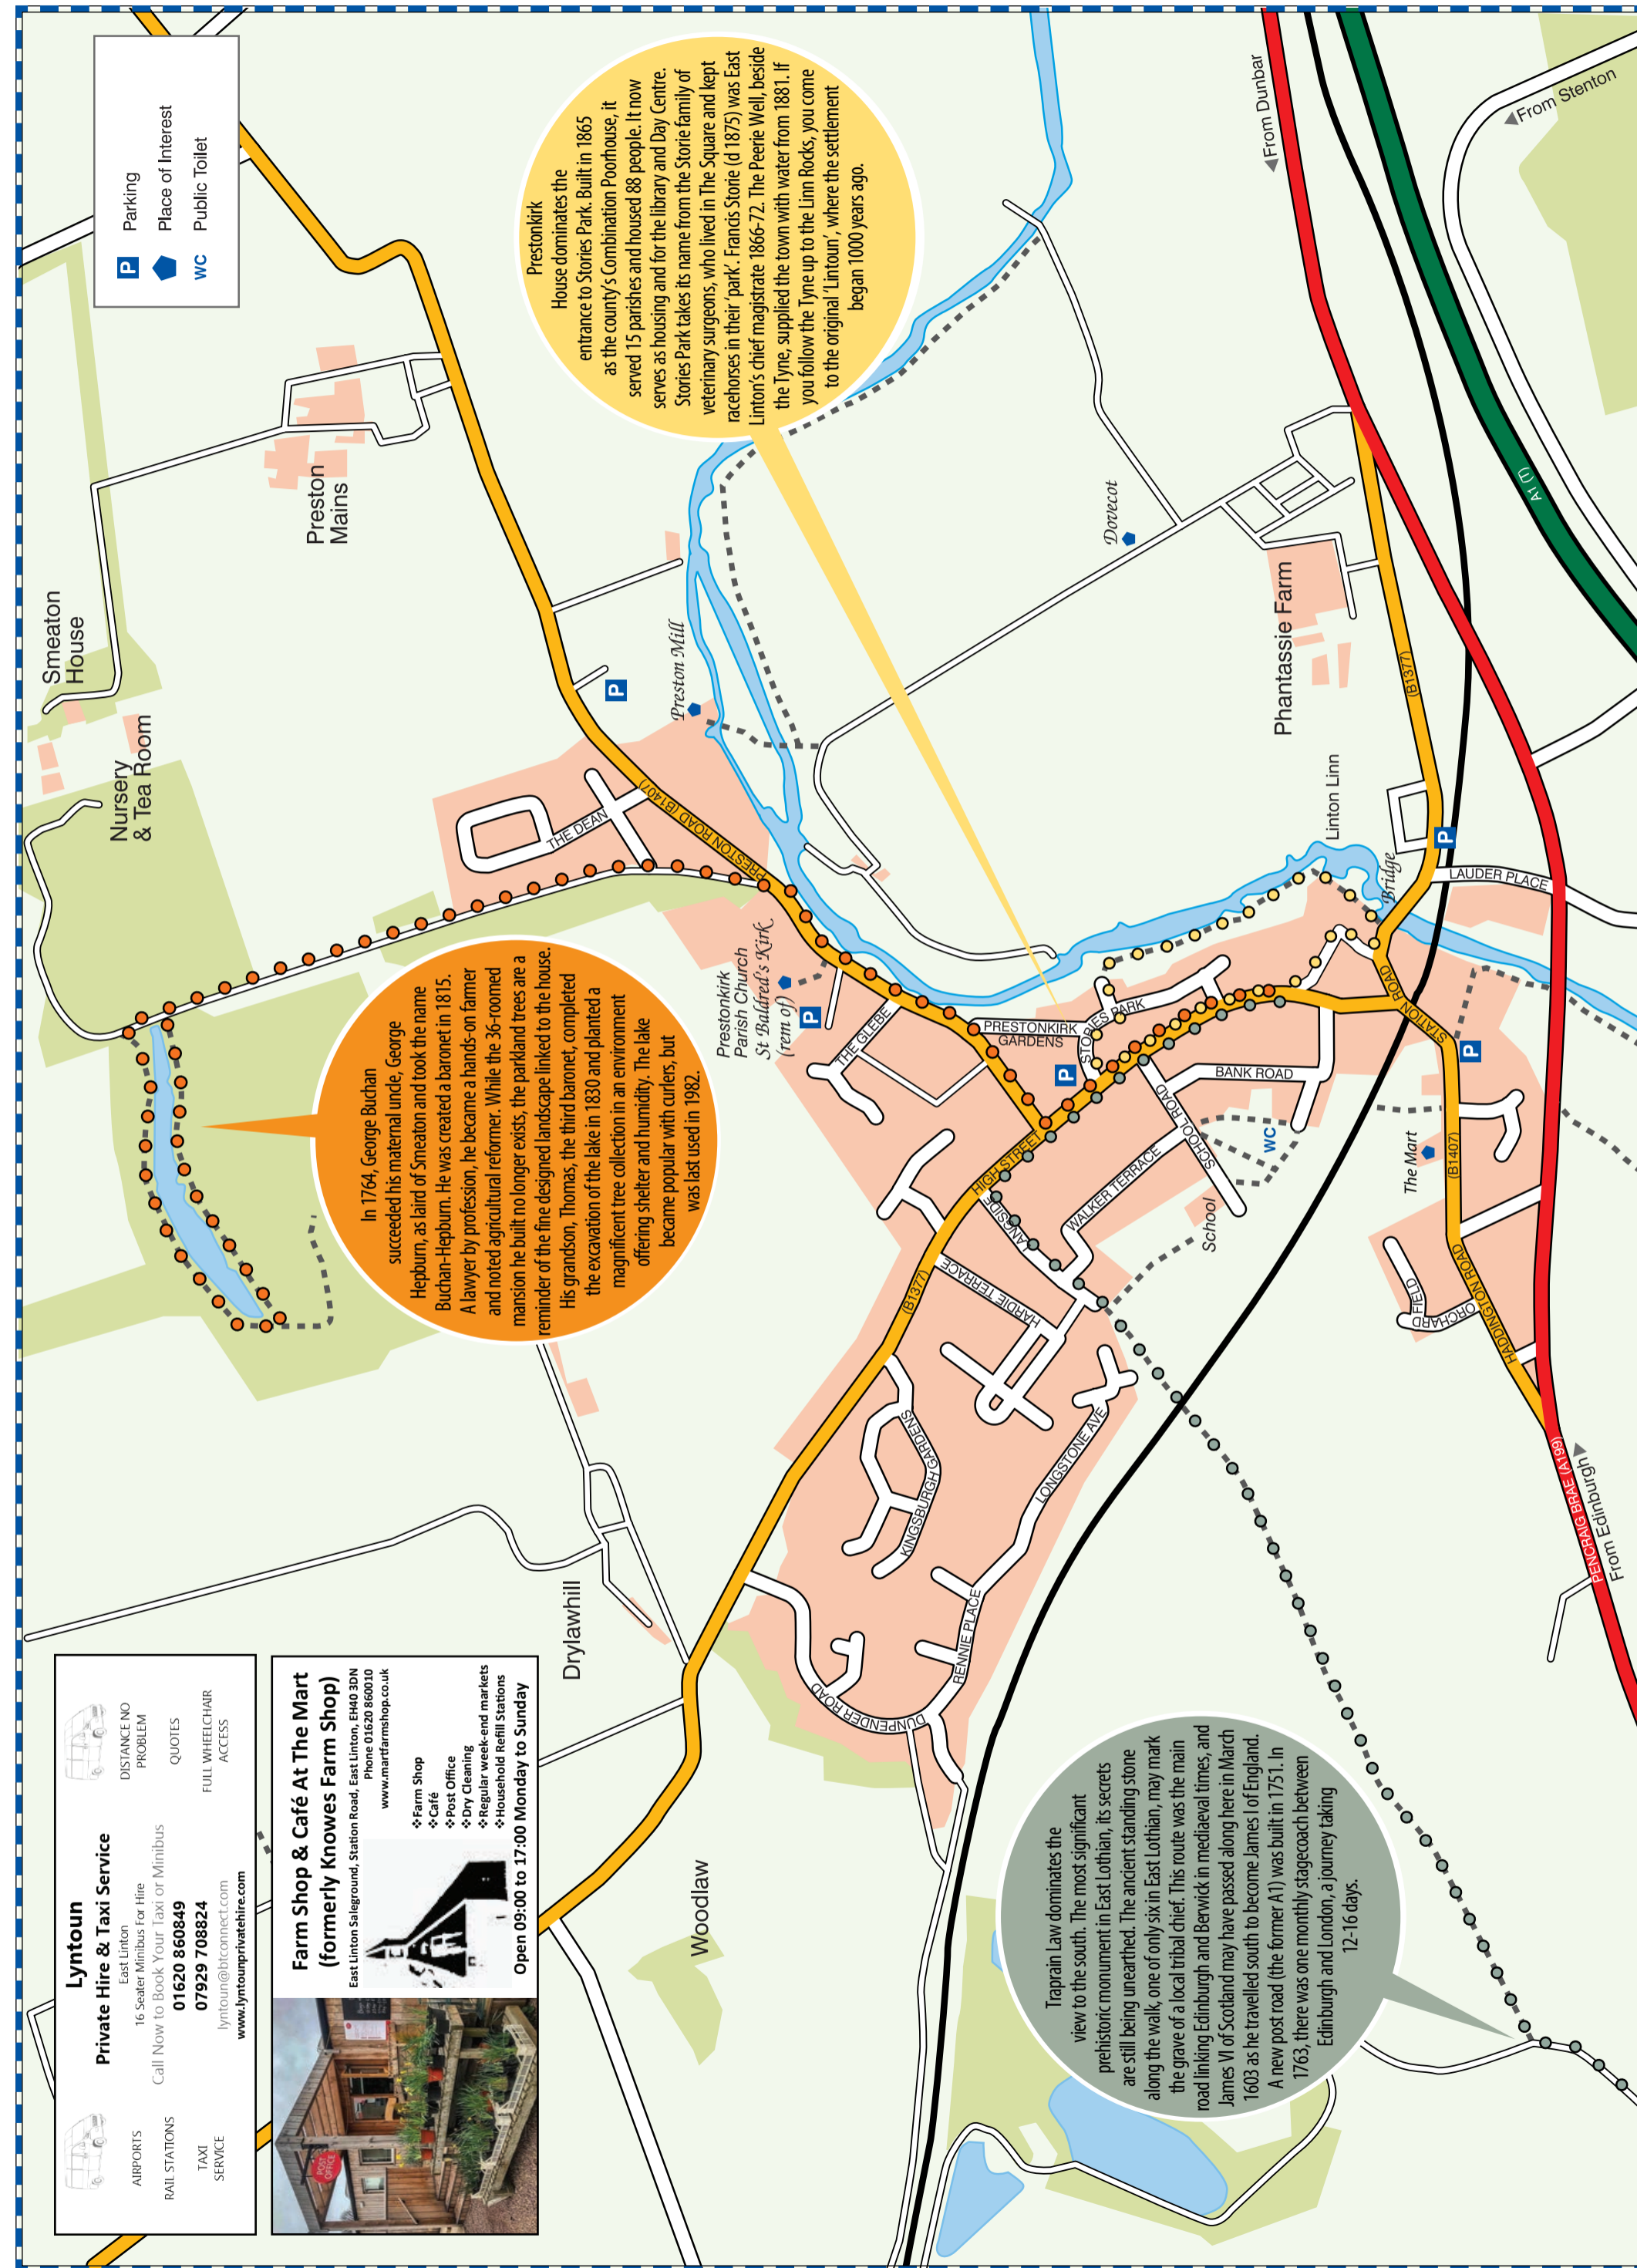 Lyntoun
Private Hire & Taxi Service
East Linton
16 Seater Minibus For Hire
Call Now to Book Your Taxi or Minibus
01620 860849
07929 708824
lyntoun@btconnect.com
www.lyntounprivatehire.com
AIRPORTS
RAIL STATIONS
TAXI
SERVICE
DISTANCE NO
PROBLEM
QUOTES
FULL WHEELCHAIR
ACCESS
Farm Shop & Café At The Mart
(formerly Knowes Farm Shop)
East Linton Saleground, Station Road, East Linton, EH40 3DN
Phone 01620 860010
www.martfarmshop.co.uk
❖Farm Shop
❖Café
❖Post Office
❖Dry Cleaning
❖Regular week-end markets
❖Household Refill Stations
Open 09:00 to 17:00 Monday to Sunday
POST
OFFICE
P Parking
Place of Interest
WC Public Toilet
Smeaton
House
Nursery
& Tea Room
Preston
Mains
In 1764, George Buchan
succeeded his maternal uncle, George
Hepburn, as laird of Smeaton and took the name
Buchan-Hepburn. He was created a baronet in 1815.
A lawyer by profession, he became a hands-on farmer
and noted agricultural reformer. While the 36-roomed
mansion he built no longer exists, the parkland trees are a
reminder of the fine designed landscape linked to the house.
His grandson, Thomas, the third baronet, completed
the excavation of the lake in 1830 and planted a
magnificent tree collection in an environment
offering shelter and humidity. The lake
became popular with curlers, but
was last used in 1982.
Prestonkirk
House dominates the
entrance to Stories Park. Built in 1865
as the county's Combination Poorhouse, it
served 15 parishes and housed 88 people. It now
serves as housing and for the library and Day Centre.
Stories Park takes its name from the Storie family of
veterinary surgeons, who lived in The Square and kept
racehorses in their 'park'. Francis Storie (d 1875) was East
Linton's chief magistrate 1866-72. The Peerie Well, beside
the Tyne, supplied the town with water from 1881. If
you follow the Tyne up to the Linn Rocks, you come
to the original 'Lintoun', where the settlement
began 1000 years ago.
Drylawhill
Woodlaw
THE DEAN
PRESTON ROAD (B1407)
P
Preston Mill
Prestonkirk
Parish Church
St Baldred's Kirk
(rem of)
P
THE GLEBE
PRESTONKIRK
GARDENS
STORIES PARK
P
HIGH STREET
(B1377)
LANGSIDE
HARDIE TERRACE
WALKER TERRACE
SCHOOL ROAD
BANK ROAD
School
WC
KINGSBURGH GARDENS
LONGSTONE AVE
RENNIE PLACE
DUNPENDER ROAD
Dovecot
Phantassie Farm
Linton Linn
Bridge
P
LAUDER PLACE
(B1377)
STATION ROAD
P
The Mart
(B1407)
HADDINGTON ROAD
ORCHARD
FIELD
PENCRAIG BRAE (A199)
From Edinburgh
From Dunbar
A1 (T)
From Stenton
Traprain Law dominates the
view to the south. The most significant
prehistoric monument in East Lothian, its secrets
are still being unearthed. The ancient standing stone
along the walk, one of only six in East Lothian, may mark
the grave of a local tribal chief. This route was the main
road linking Edinburgh and Berwick in mediaeval times, and
James VI of Scotland may have passed along here in March
1603 as he travelled south to become James I of England.
A new post road (the former A1) was built in 1751. In
1763, there was one monthly stagecoach between
Edinburgh and London, a journey taking
12-16 days.